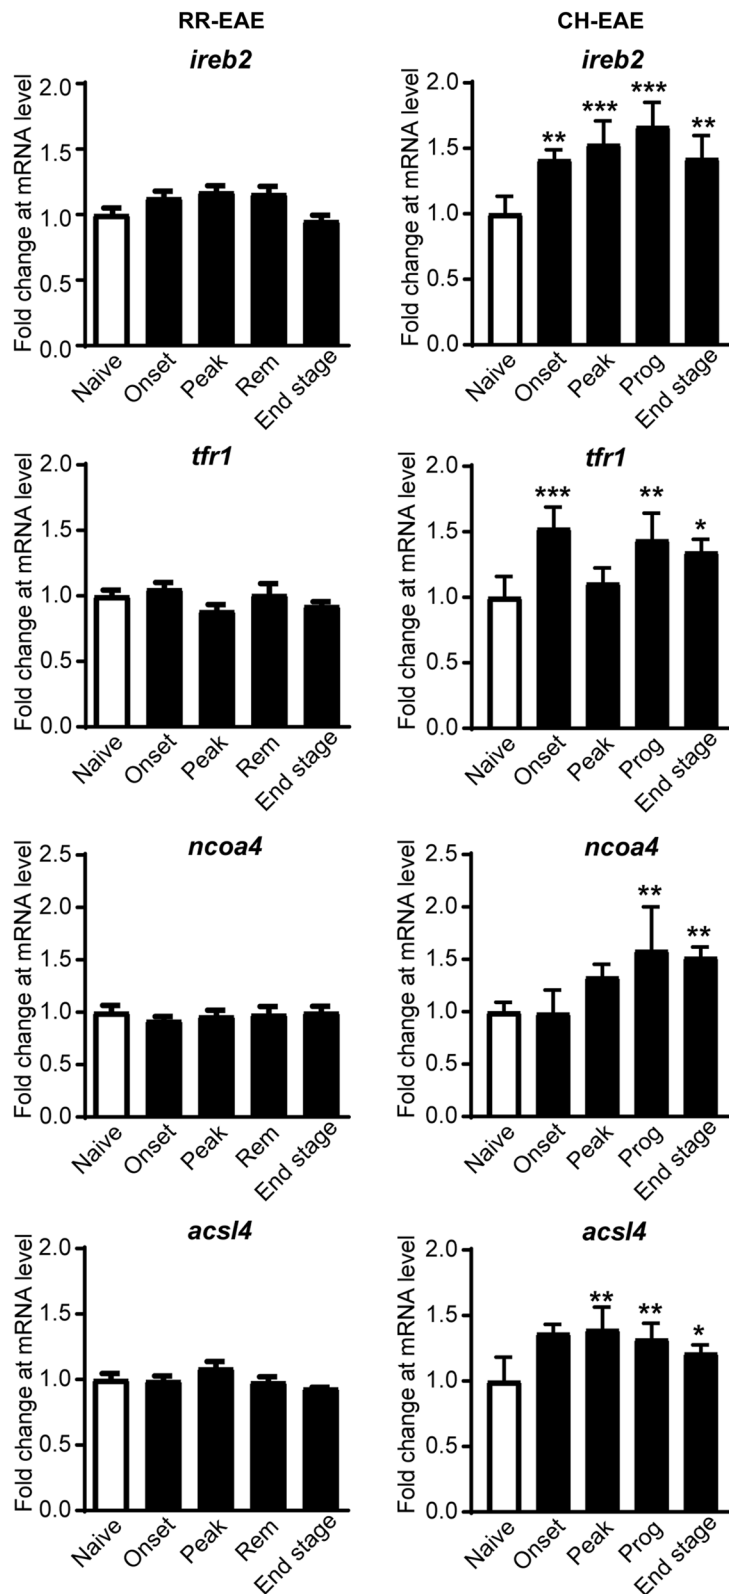 RR-EAE
CH-EAE
ireb2
Fold change at mRNA level
2.0
1.5
1.0
0.5
0.0
Naive
Onset
Peak
Rem
End stage
ireb2
Fold change at mRNA level
2.0
1.5
1.0
0.5
0.0
**
***
***
**
Naive
Onset
Peak
Prog
End stage
tfr1
Fold change at mRNA level
2.0
1.5
1.0
0.5
0.0
Naive
Onset
Peak
Rem
End stage
tfr1
Fold change at mRNA level
2.0
1.5
1.0
0.5
0.0
***
**
*
Naive
Onset
Peak
Prog
End stage
ncoa4
Fold change at mRNA level
2.5
2.0
1.5
1.0
0.5
0.0
Naive
Onset
Peak
Rem
End stage
ncoa4
Fold change at mRNA level
2.5
2.0
1.5
1.0
0.5
0.0
**
**
Naive
Onset
Peak
Prog
End stage
acsl4
Fold change at mRNA level
2.0
1.5
1.0
0.5
0.0
Naive
Onset
Peak
Rem
End stage
acsl4
Fold change at mRNA level
2.0
1.5
1.0
0.5
0.0
**
**
*
Naive
Onset
Peak
Prog
End stage